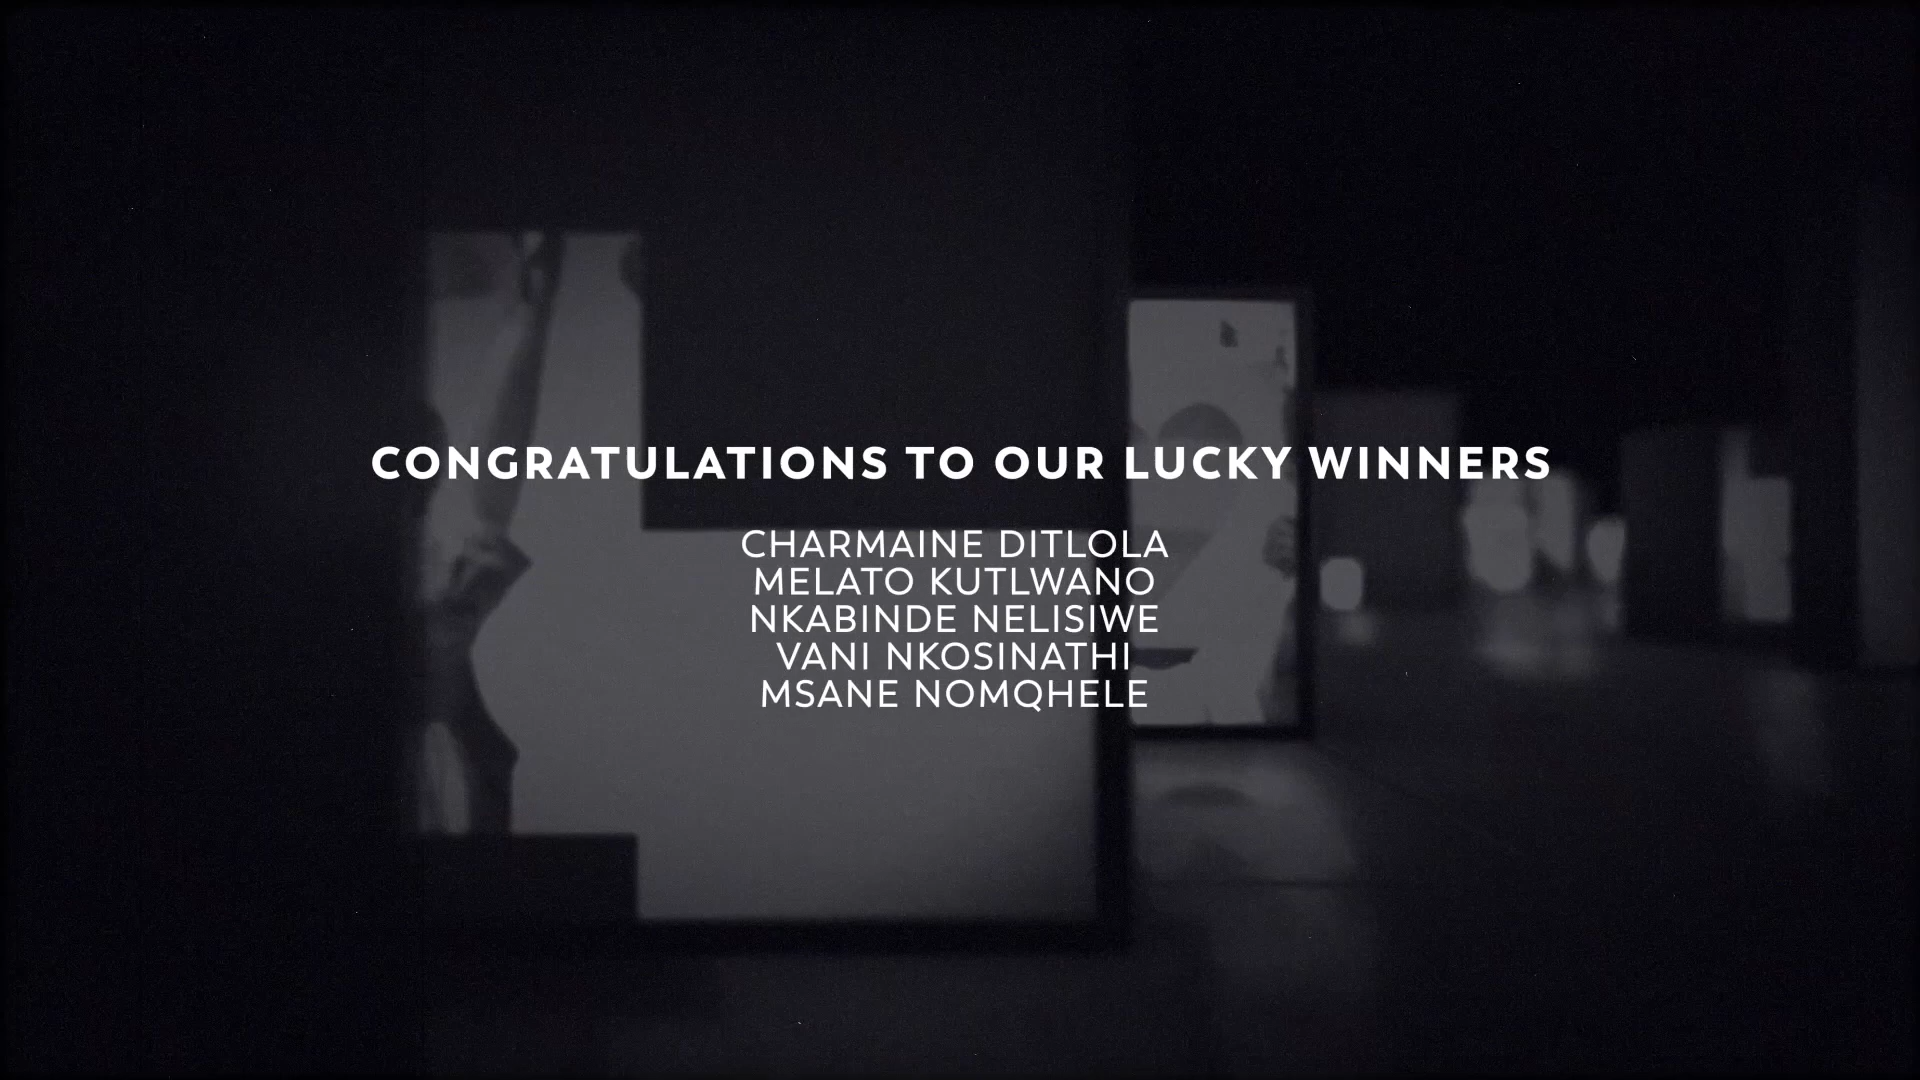 CONGRATULATIONS TO OUR LUCKY WINNERS
CHARMAINE DITLOLA
MELATO KUTLWANO
NKABINDE NELISIWE
VANI NKOSINATHI
MSANE NOMQHELE